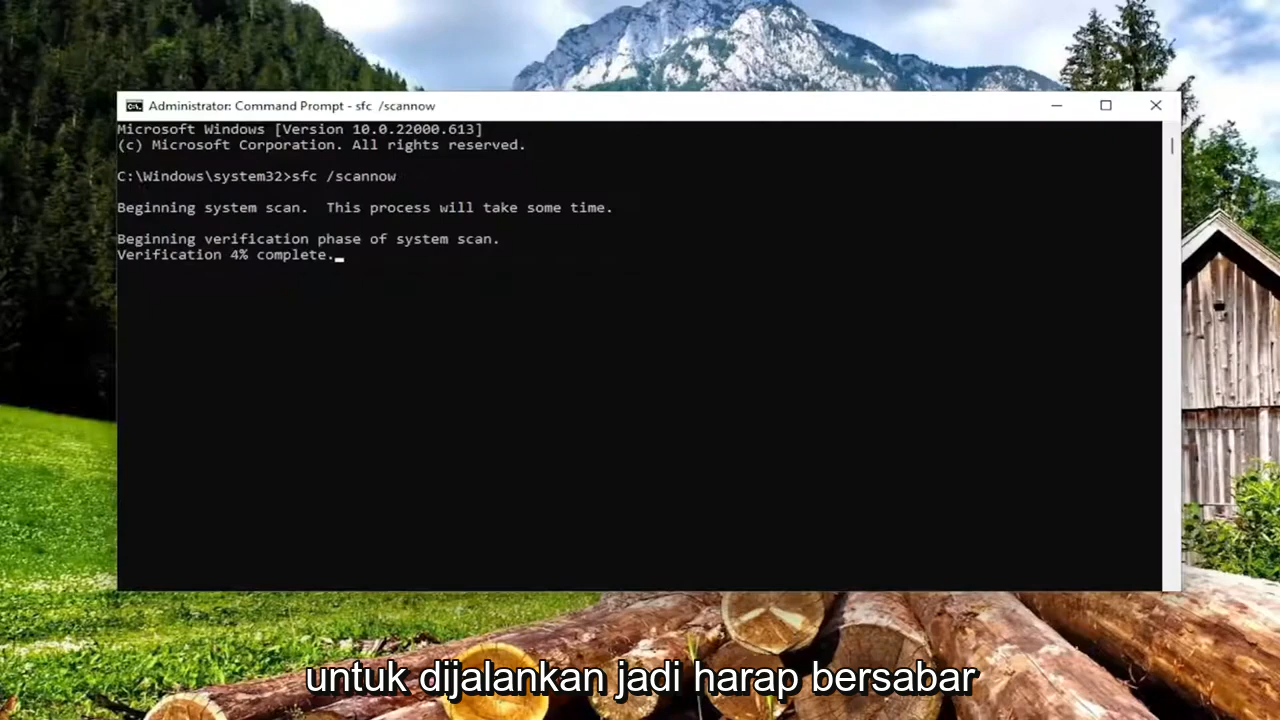 Administrator: Command Prompt - sfc  /scannow
Microsoft Windows [Version 10.0.22000.613]
(c) Microsoft Corporation. All rights reserved.
C:\Windows\system32>sfc /scannow
Beginning system scan.  This process will take some time.
Beginning verification phase of system scan.
Verification 4% complete.
untuk dijalankan jadi harap bersabar